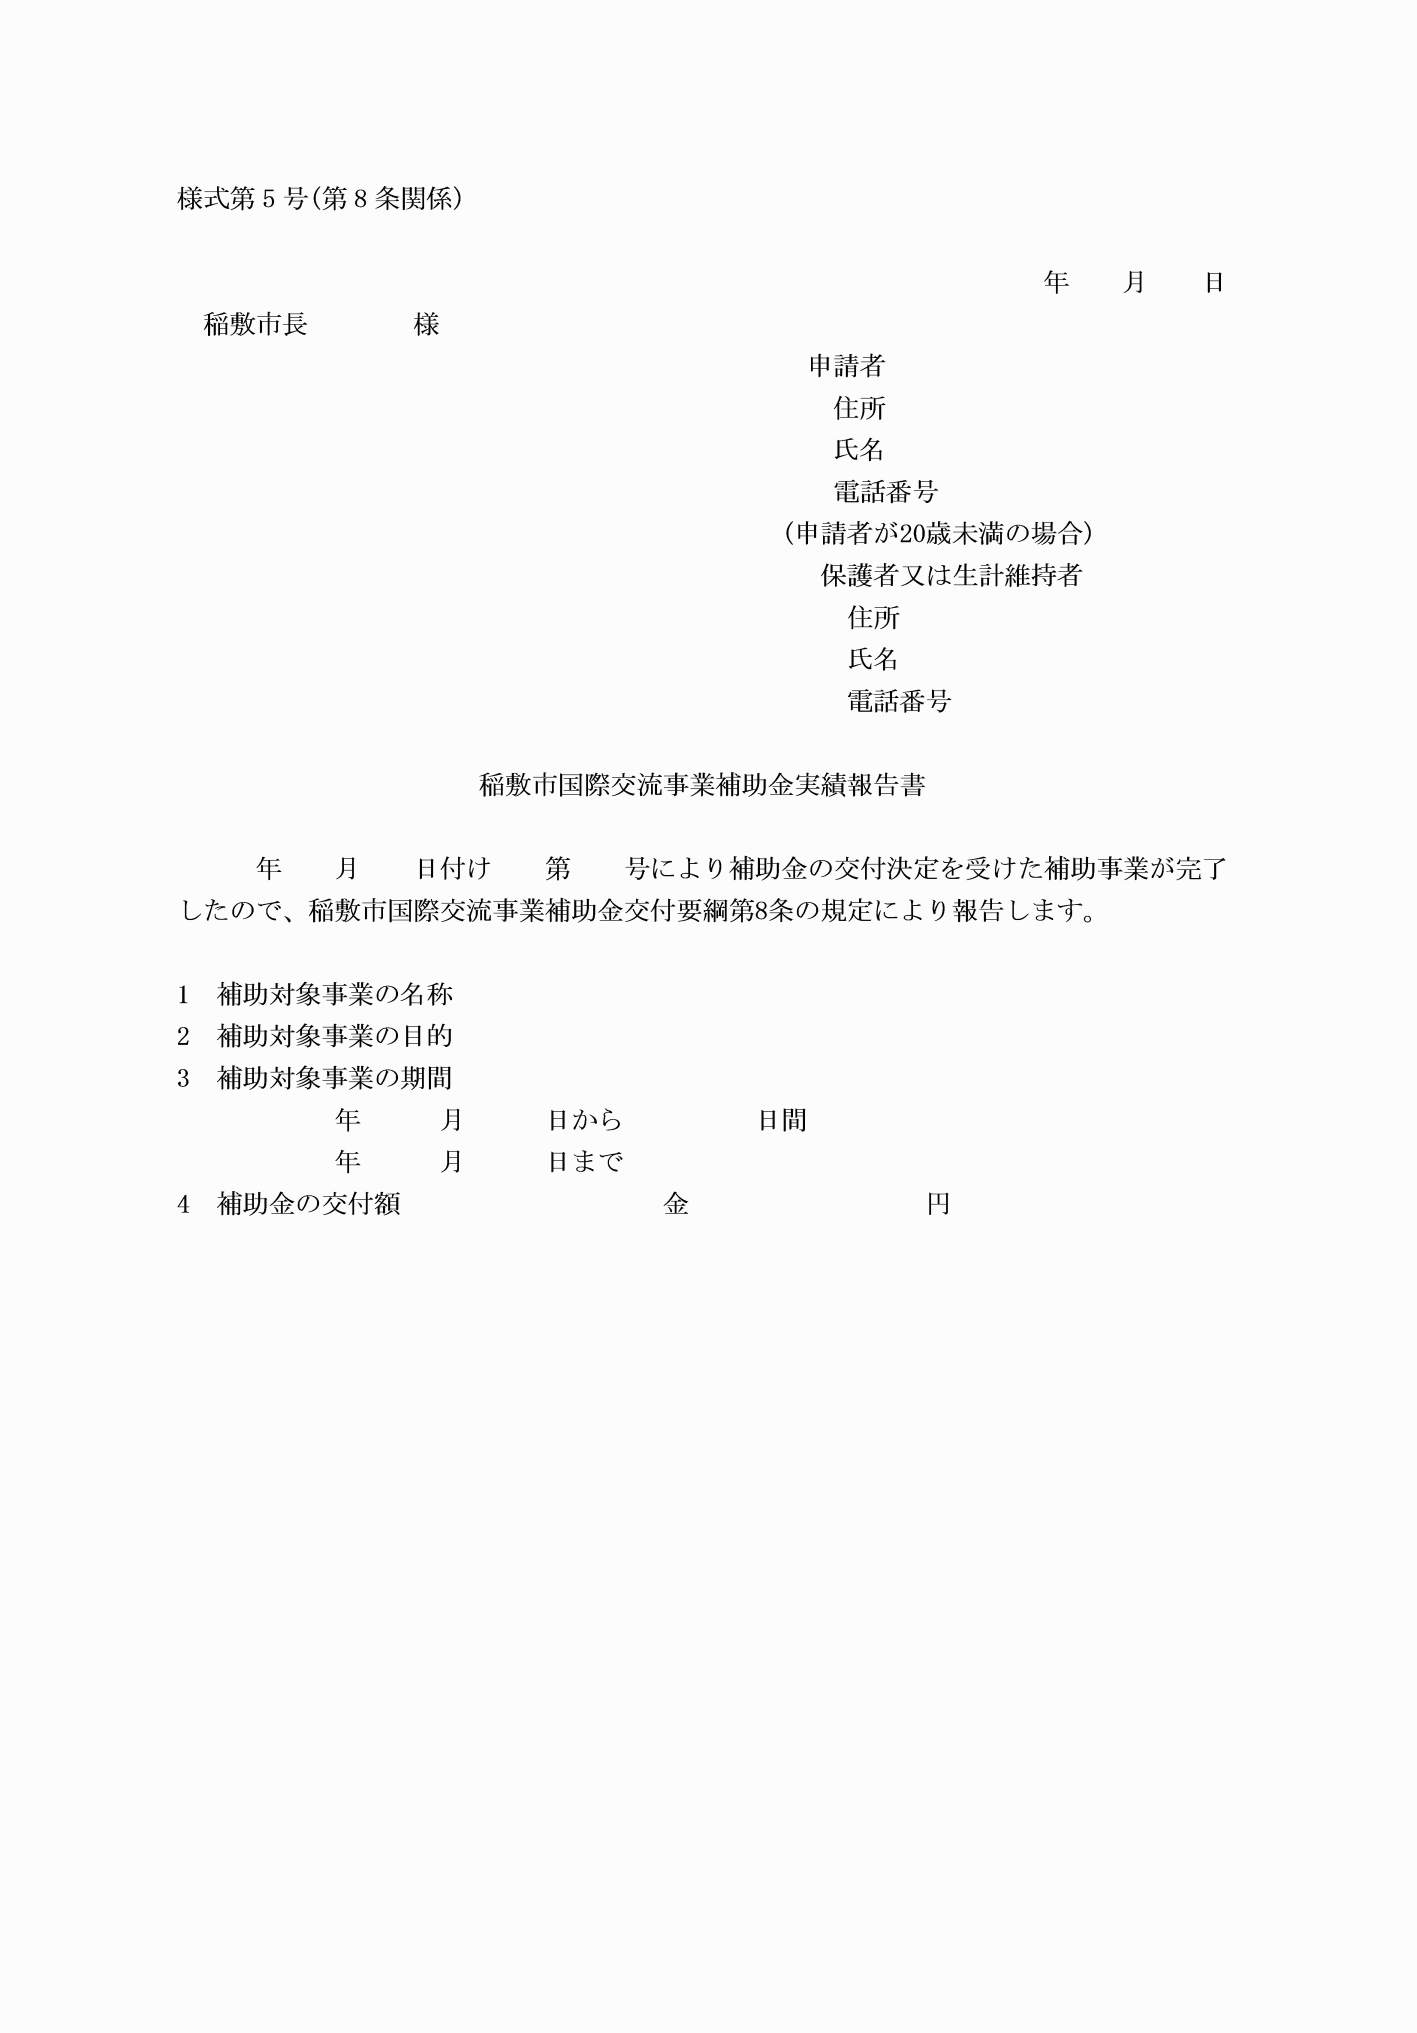 様式第5号(第8条関係)
年　　月　　日
稲敷市長　　　　様
申請者
住所
氏名
電話番号
(申請者が20歳未満の場合)
保護者又は生計維持者
住所
氏名
電話番号
稲敷市国際交流事業補助金実績報告書
年　　月　　日付け　　第　　号により補助金の交付決定を受けた補助事業が完了
したので、稲敷市国際交流事業補助金交付要綱第8条の規定により報告します。
1　補助対象事業の名称
2　補助対象事業の目的
3　補助対象事業の期間
年　　　月　　　日から　　　　　日間
年　　　月　　　日まで
4　補助金の交付額　　　　　　　　　　金　　　　　　　　　円